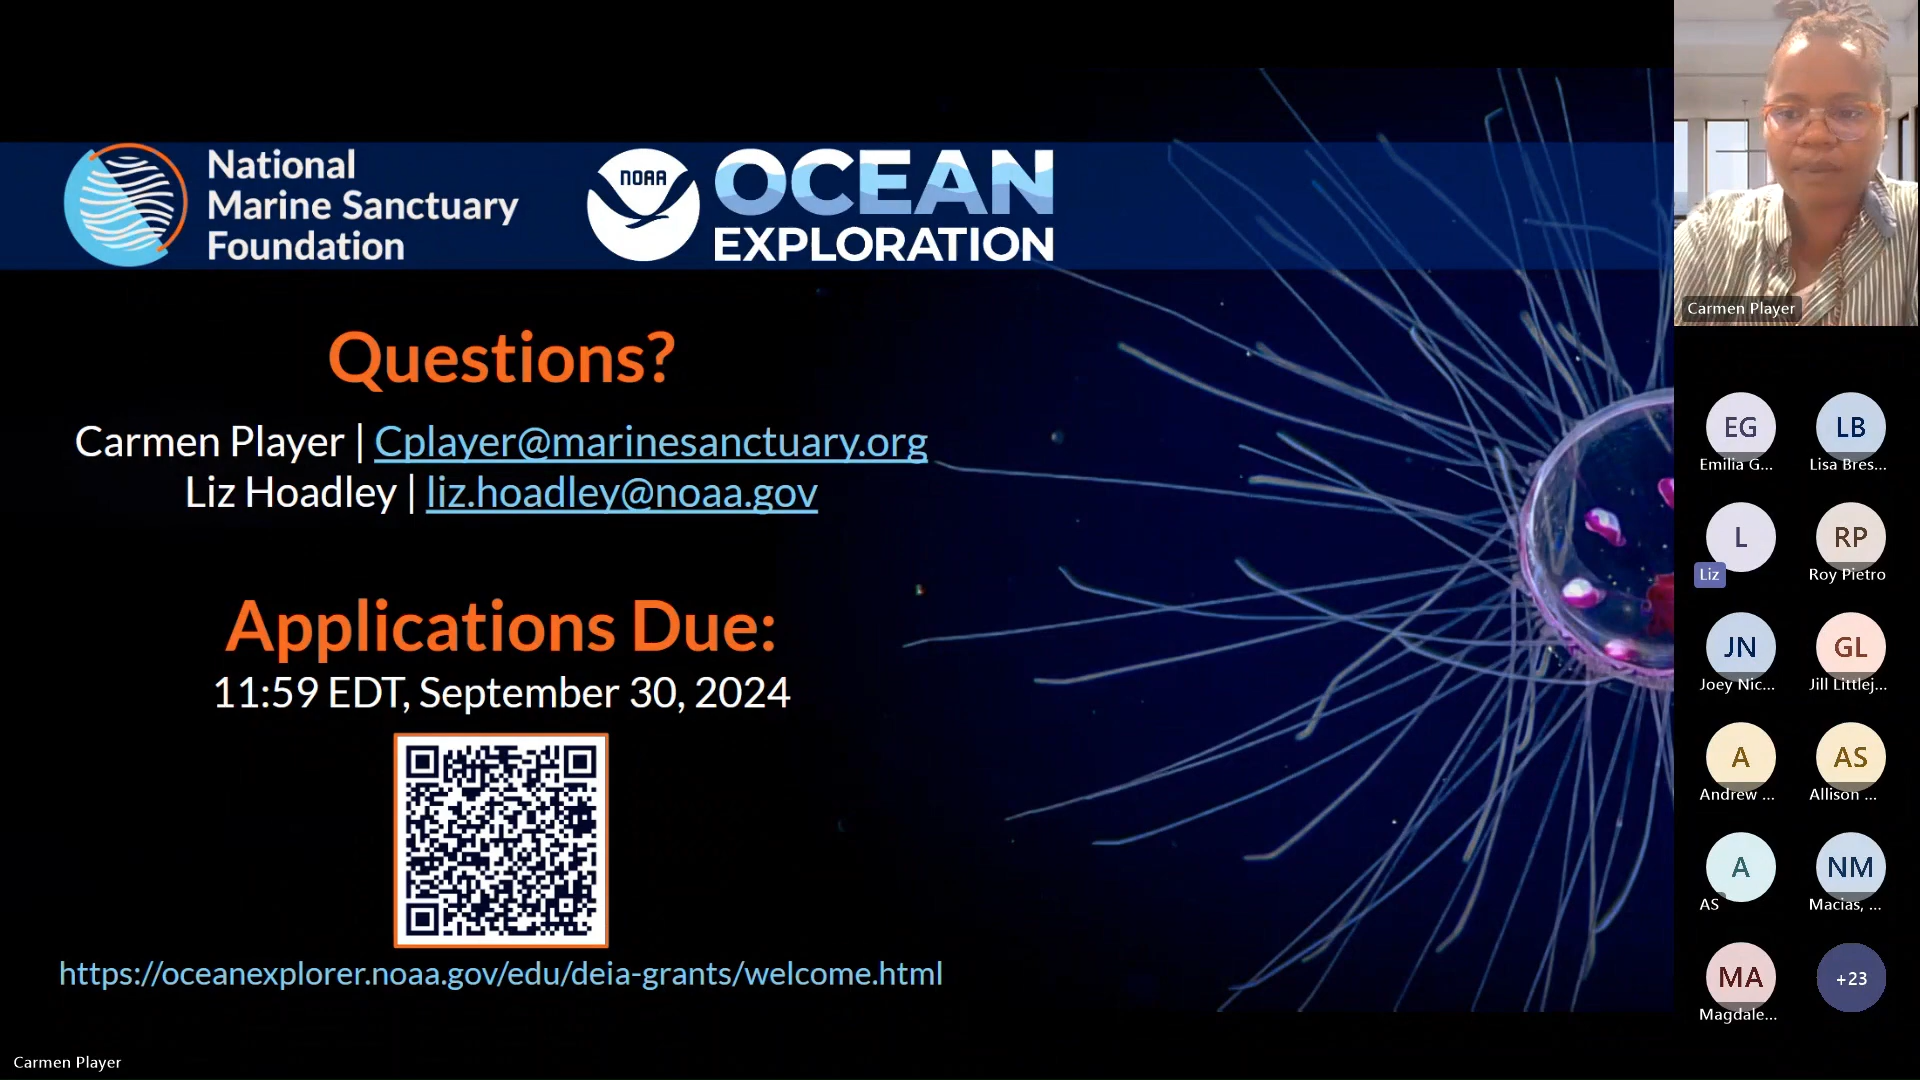 National
Marine Sanctuary
Foundation
NOAA
OCEAN
EXPLORATION
Questions?
Carmen Player | Cplayer@marinesanctuary.org
Liz Hoadley | liz.hoadley@noaa.gov
Applications Due:
11:59 EDT, September 30, 2024
https://oceanexplorer.noaa.gov/edu/deia-grants/welcome.html
Carmen Player
Carmen Player
EG
LB
Emilia G...
Lisa Bres...
L
RP
Liz
Roy Pietro
JN
GL
Joey Nic...
Jill Littlej...
A
AS
Andrew ...
Allison ...
A
NM
AS
Macias, ...
MA
+23
Magdale...